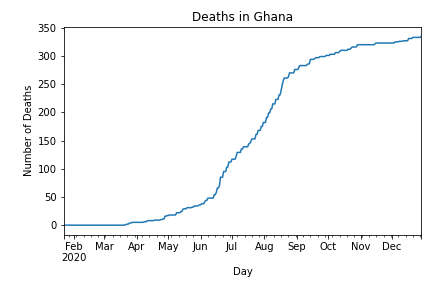 Deaths in Ghana
350
300
250
200
150
100
50
0
Number of Deaths
Feb Mar Apr May Jun Jul Aug Sep Oct Nov Dec
2020
Day